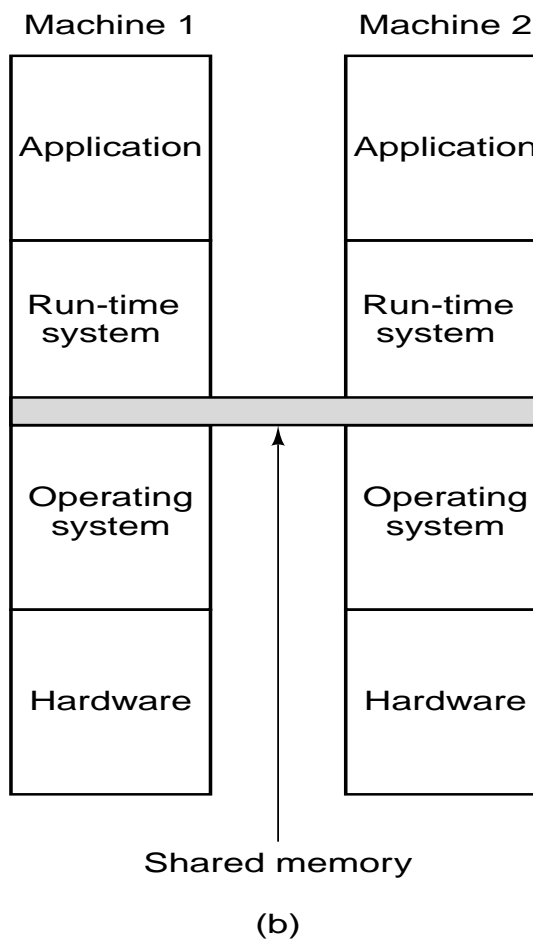 Machine 1
Machine 2
Application
Application
Run-time
system
Run-time
system
Operating
system
Operating
system
Hardware
Hardware
Shared memory
(b)